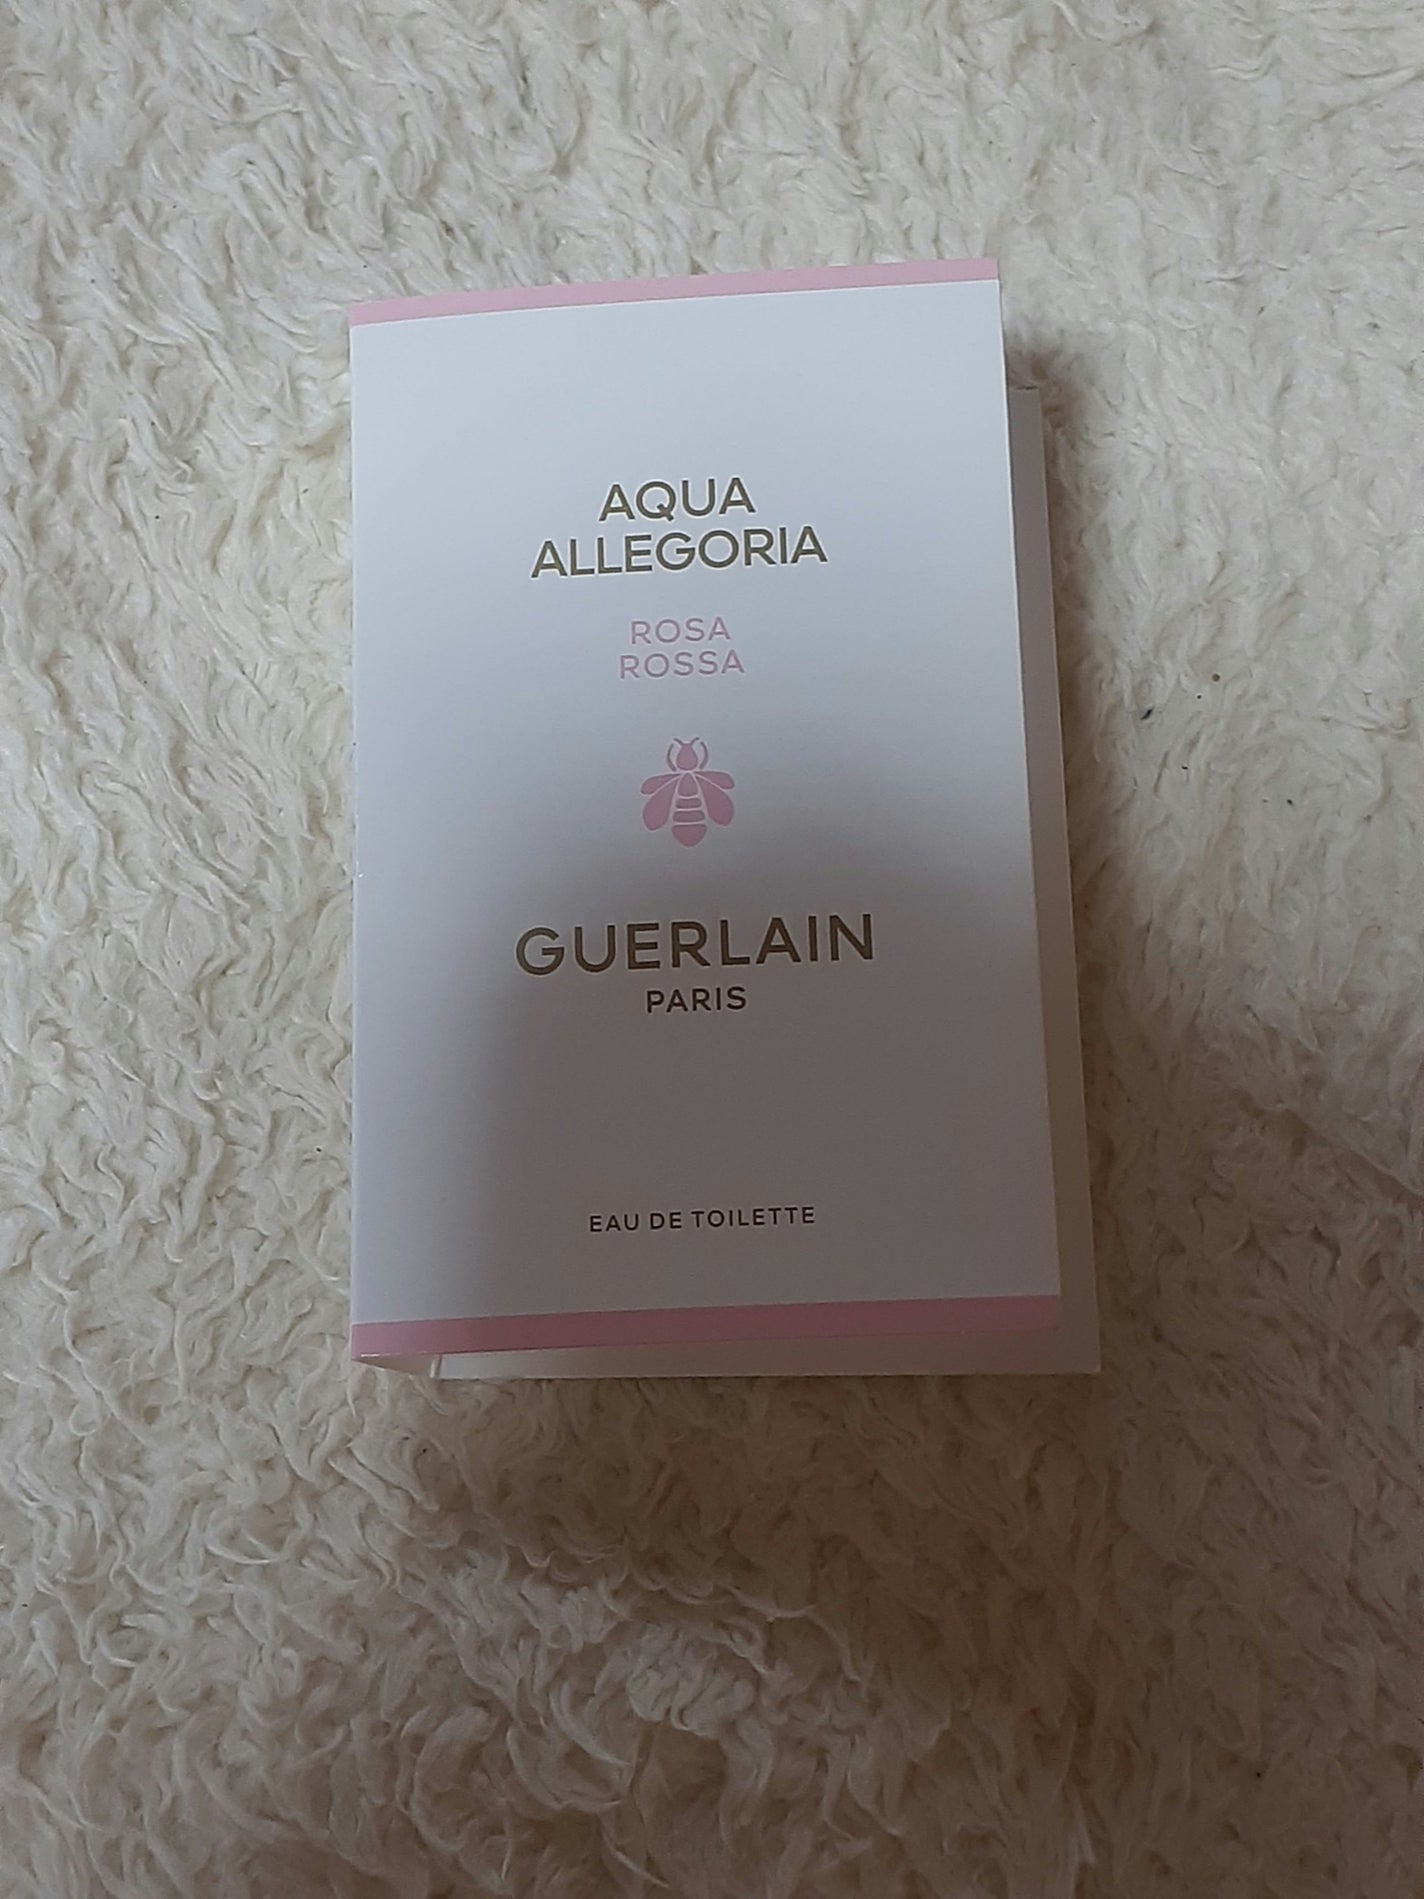 AQUA
ALLEGORIA
ROSA
ROSSA
GUERLAIN
PARIS
EAU DE TOILETTE